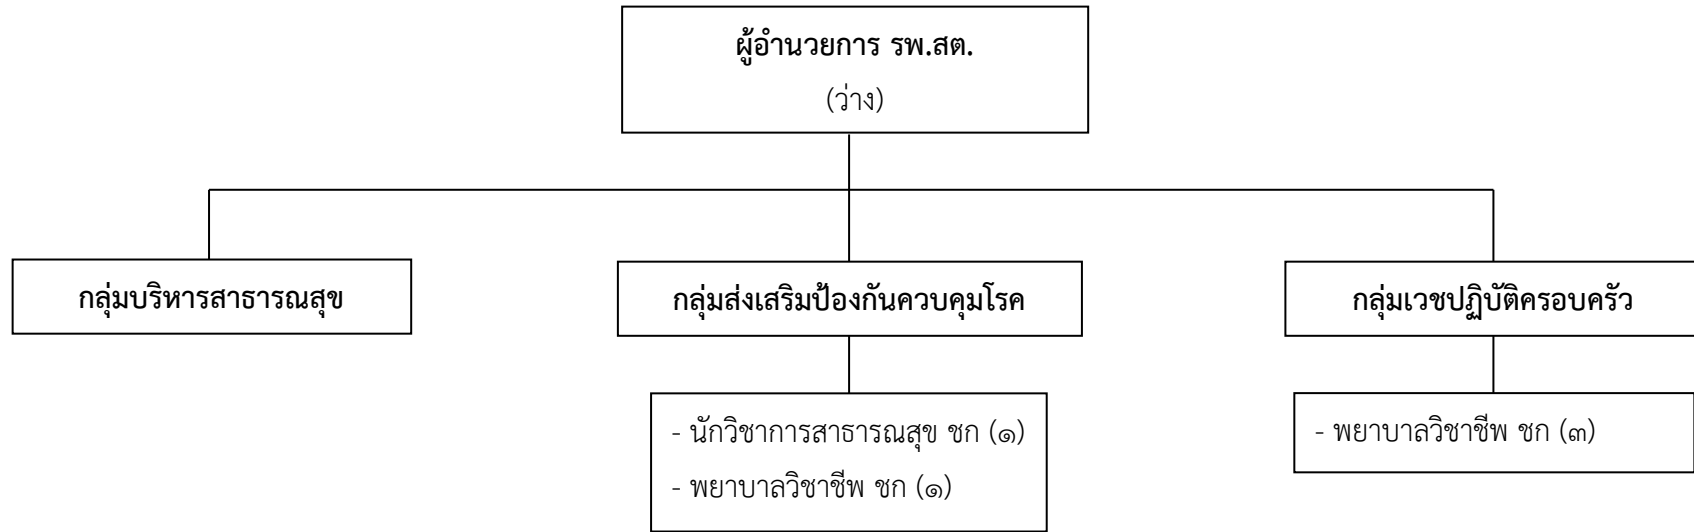 ผู้อำนวยการ รพ.สต.
(ว่าง)
กลุ่มบริหารสาธารณสุข
กลุ่มส่งเสริมป้องกันควบคุมโรค
กลุ่มเวชปฏิบัติครอบครัว
- นักวิชาการสาธารณสุข ชก (๑)
- พยาบาลวิชาชีพ ชก (๑)
- พยาบาลวิชาชีพ ชก (๓)